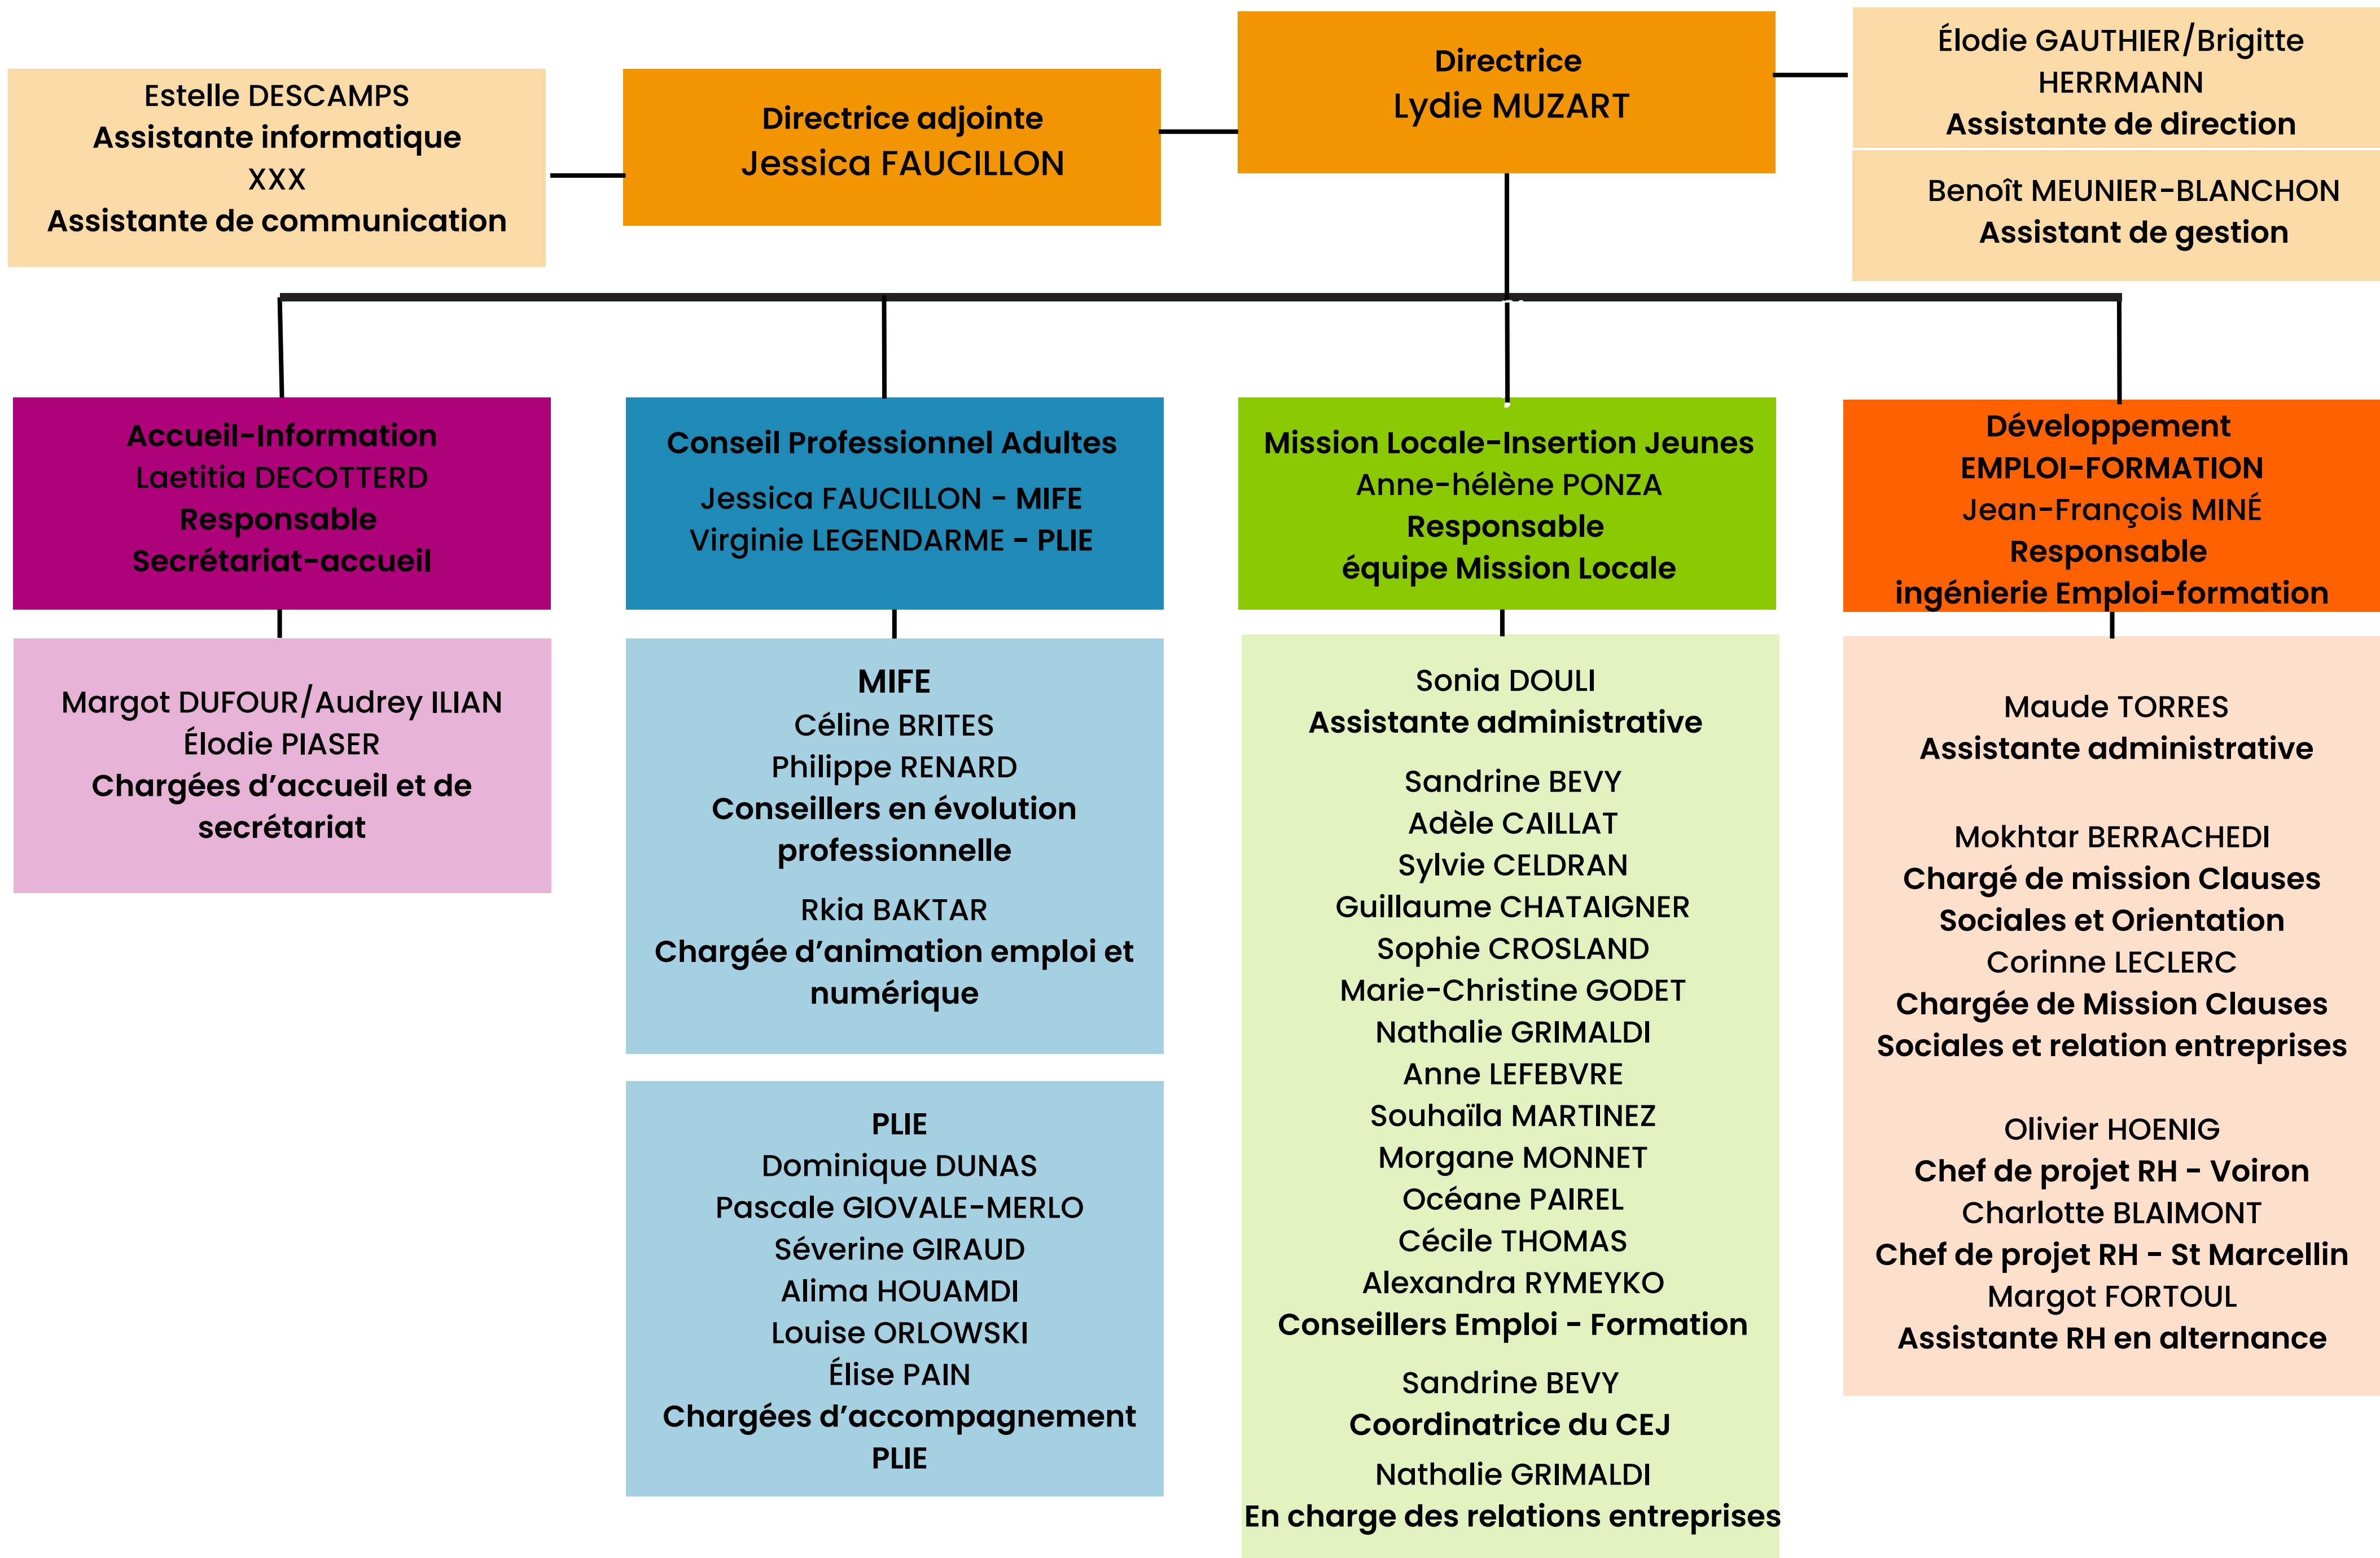 Estelle DESCAMPS
Assistante informatique
XXX
Assistante de communication
Directrice adjointe
Jessica FAUCILLON
Directrice
Lydie MUZART
Élodie GAUTHIER/Brigitte
HERRMANN
Assistante de direction
Benoît MEUNIER-BLANCHON
Assistant de gestion
Accueil-Information
Laetitia DECOTTERD
Responsable
Secrétariat-accueil
Margot DUFOUR/Audrey ILIAN
Élodie PIASER
Chargées d’accueil et de
secrétariat
Conseil Professionnel Adultes
Jessica FAUCILLON - MIFE
Virginie LEGENDARME - PLIE
MIFE
Céline BRITES
Philippe RENARD
Conseillers en évolution
professionnelle
Rkia BAKTAR
Chargée d’animation emploi et
numérique
PLIE
Dominique DUNAS
Pascale GIOVALE-MERLO
Séverine GIRAUD
Alima HOUAMDI
Louise ORLOWSKI
Élise PAIN
Chargées d’accompagnement
PLIE
Mission Locale-Insertion Jeunes
Anne-hélène PONZA
Responsable
équipe Mission Locale
Sonia DOULI
Assistante administrative
Sandrine BEVY
Adèle CAILLAT
Sylvie CELDRAN
Guillaume CHATAIGNER
Sophie CROSLAND
Marie-Christine GODET
Nathalie GRIMALDI
Anne LEFEBVRE
Souhaïla MARTINEZ
Morgane MONNET
Océane PAIREL
Cécile THOMAS
Alexandra RYMEYKO
Conseillers Emploi - Formation
Sandrine BEVY
Coordinatrice du CEJ
Nathalie GRIMALDI
En charge des relations entreprises
Développement
EMPLOI-FORMATION
Jean-François MINÉ
Responsable
ingénierie Emploi-formation
Maude TORRES
Assistante administrative
Mokhtar BERRACHEDI
Chargé de mission Clauses
Sociales et Orientation
Corinne LECLERC
Chargée de Mission Clauses
Sociales et relation entreprises
Olivier HOENIG
Chef de projet RH - Voiron
Charlotte BLAIMONT
Chef de projet RH - St Marcellin
Margot FORTOUL
Assistante RH en alternance